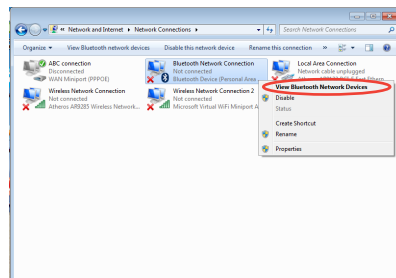 « Network and Internet ▸ Network Connections ▸
Search Network Connections
Organize ▾ View Bluetooth network devices Disable this network device Rename this connection »
ABC connection
Disconnected
WAN Miniport (PPPOE)
Bluetooth Network Connection
Not connected
Bluetooth Device (Personal Area
Local Area Connection
Network cable unplugged
Wireless Network Connection
Not connected
Atheros AR9285 Wireless Network...
Wireless Network Connection 2
Not connected
Microsoft Virtual WiFi Miniport A
View Bluetooth Network Devices
Disable
Status
Create Shortcut
Rename
Properties